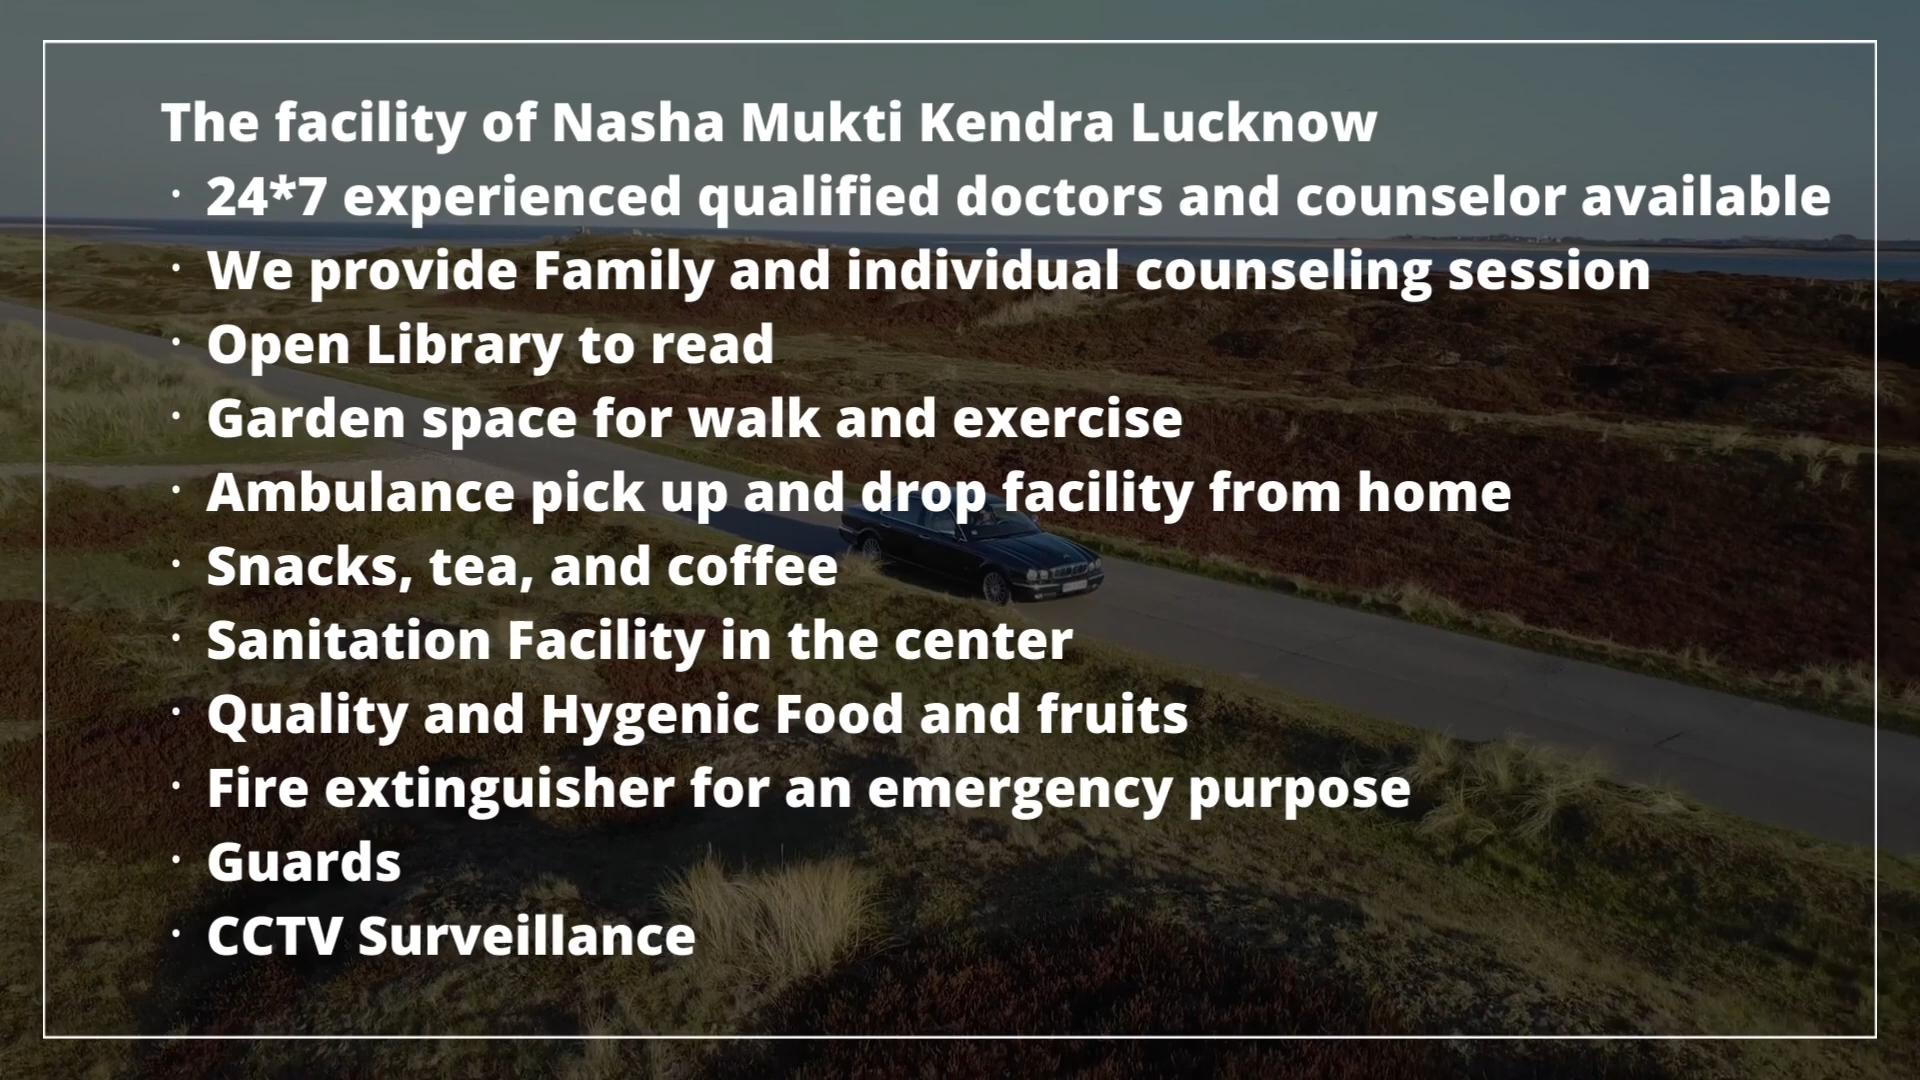 The facility of Nasha Mukti Kendra Lucknow
· 24*7 experienced qualified doctors and counselor available
· We provide Family and individual counseling session
· Open Library to read
· Garden space for walk and exercise
· Ambulance pick up and drop facility from home
· Snacks, tea, and coffee
· Sanitation Facility in the center
· Quality and Hygenic Food and fruits
· Fire extinguisher for an emergency purpose
· Guards
· CCTV Surveillance